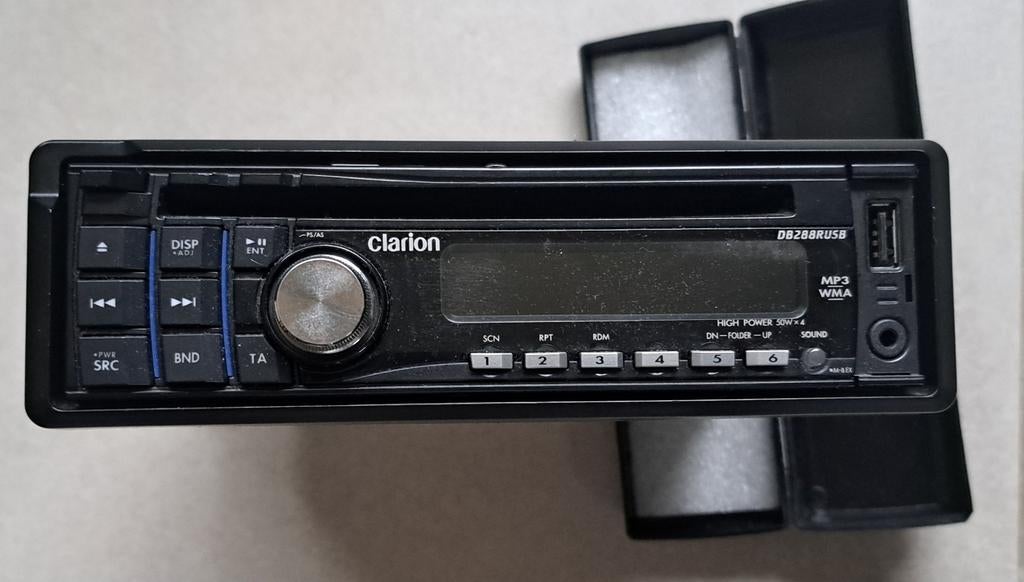 PS/AS
Clarion
DB288RUSB
DISP
*ADJ
ENT
MP3
WMA
HIGH POWER 50W×4
SCN RPT RDM DN-FOLDER-UP SOUND
1 2 3 4 5 6
*PWR
SRC
BND
TA